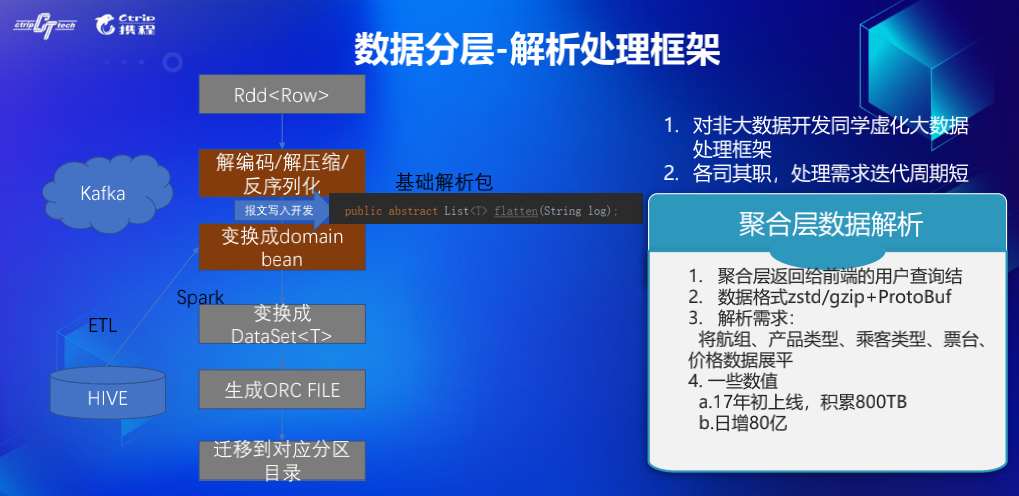 ctrip tech
Ctrip
携程
数据分层-解析处理框架
Rdd<Row>
解编码/解压缩/
反序列化
报文写入开发
变换成domain
bean
变换成
DataSet<T>
生成ORC FILE
迁移到对应分区
目录
Kafka
Spark
ETL
HIVE
基础解析包
public abstract List<T> flatten(String log);
1. 对非大数据开发同学虚化大数据
处理框架
2. 各司其职，处理需求迭代周期短
聚合层数据解析
1. 聚合层返回给前端的用户查询结
2. 数据格式zstd/gzip+ProtoBuf
3. 解析需求：
将航组、产品类型、乘客类型、票台、
价格数据展平
4. 一些数值
a.17年初上线，积累800TB
b.日增80亿